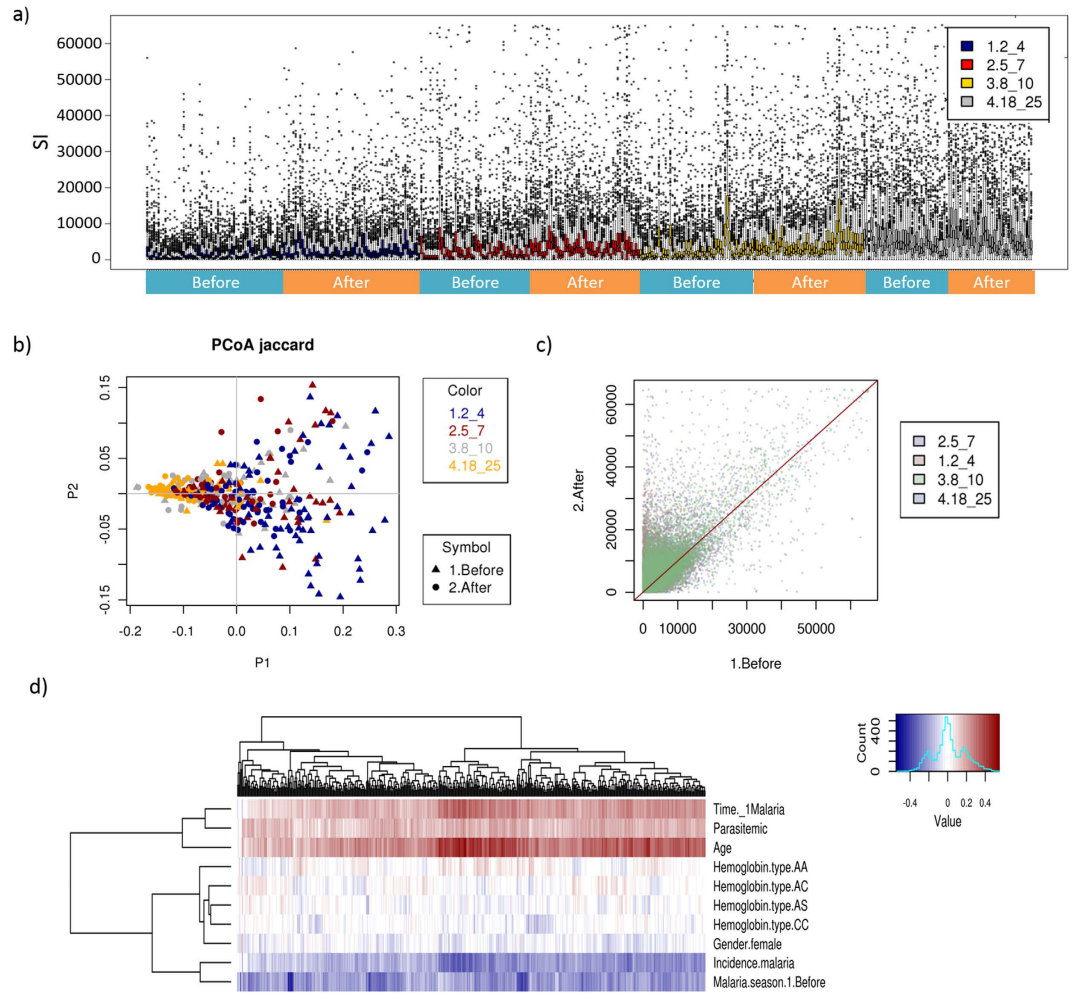 a)
SI
60000
50000
40000
30000
20000
10000
0
1.2_4
2.5_7
3.8_10
4.18_25
Before After Before After Before After Before After
b)
PCoA jaccard
P2
0.15
0.05
-0.05
-0.15
-0.2 -0.1 0.0 0.1 0.2 0.3
P1
Color
1.2_4
2.5_7
3.8_10
4.18_25
Symbol
1.Before
2.After
c)
2.After
60000
40000
20000
0
0 10000 30000 50000
1.Before
2.5_7
1.2_4
3.8_10
4.18_25
d)
Time._1Malaria
Parasitemic
Age
Hemoglobin.type.AA
Hemoglobin.type.AC
Hemoglobin.type.AS
Hemoglobin.type.CC
Gender.female
Incidence.malaria
Malaria.season.1.Before
Count
400
0
-0.4 0 0.2 0.4
Value